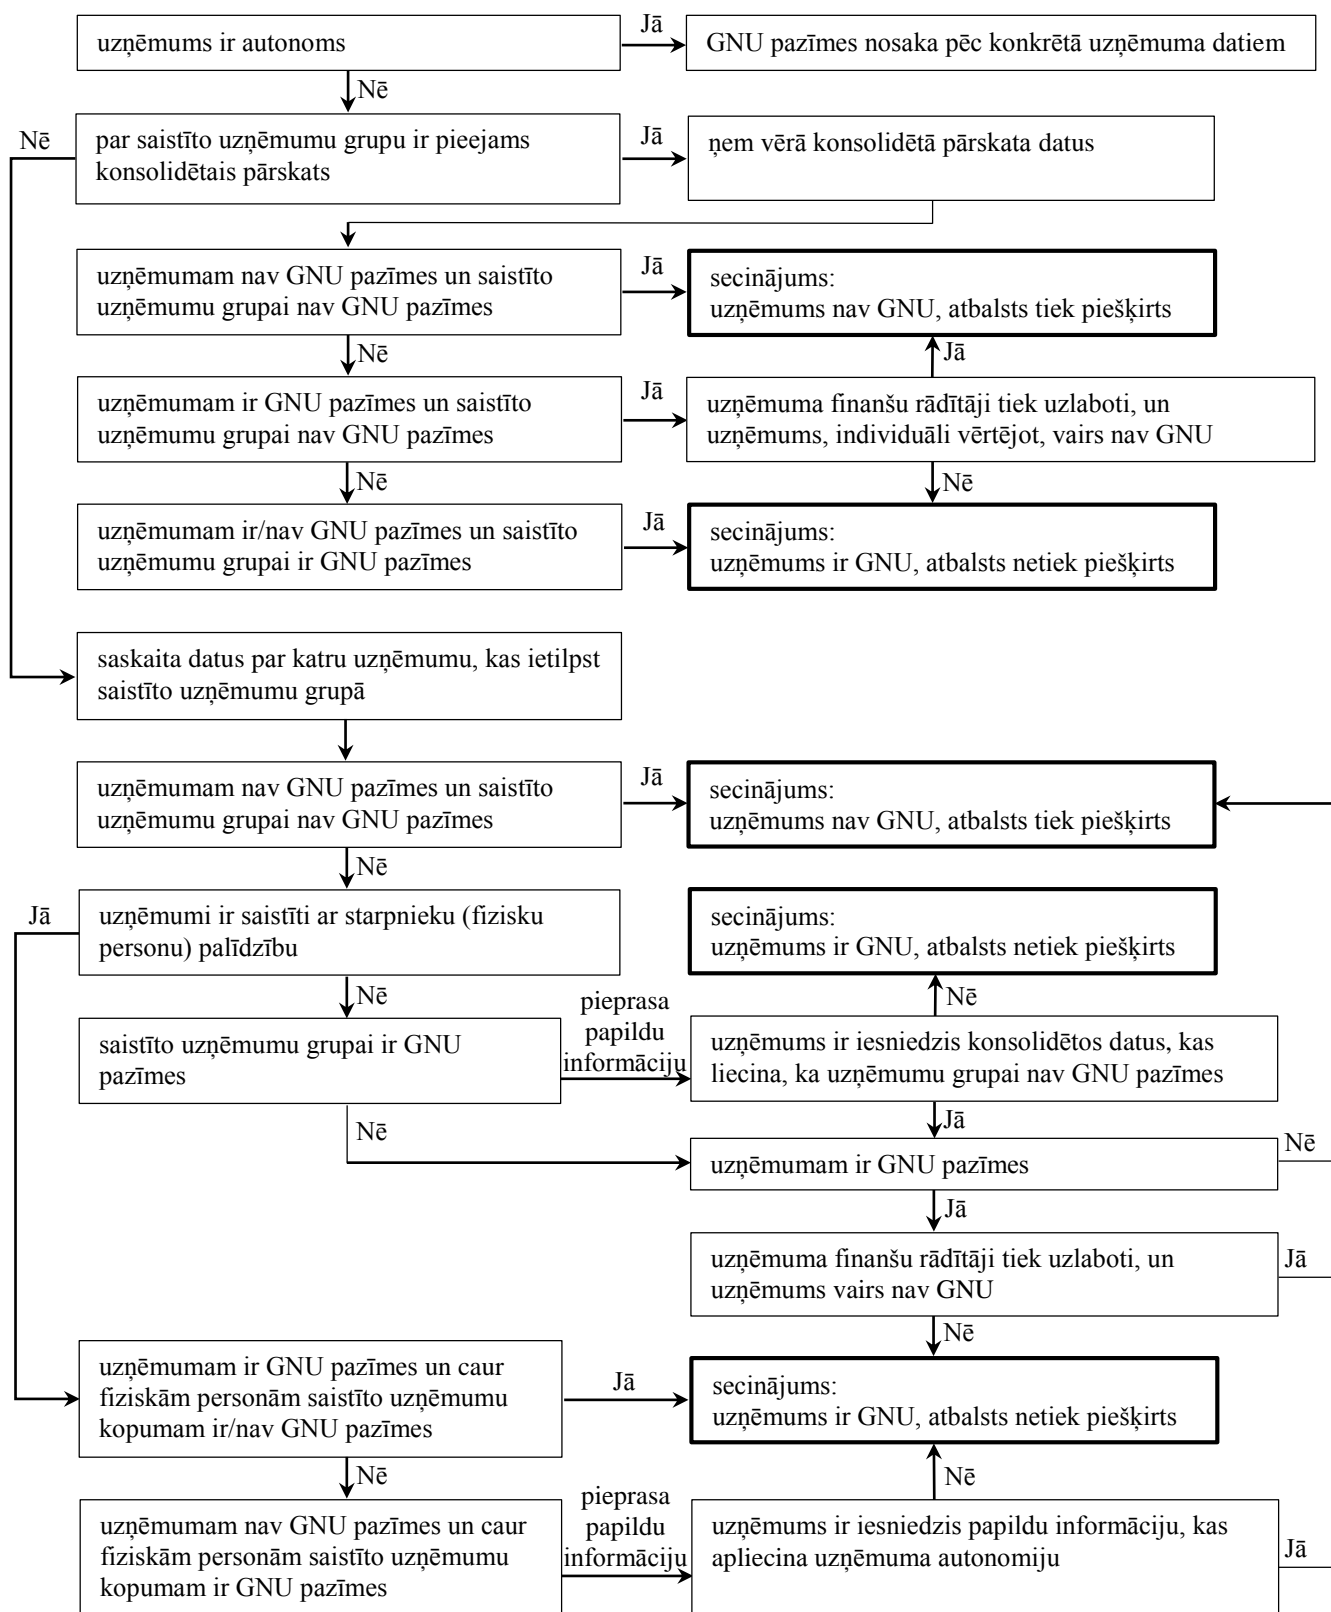 uzņēmums ir autonoms
Jā
GNU pazīmes nosaka pēc konkrētā uzņēmuma datiem
Nē
Nē
par saistīto uzņēmumu grupu ir pieejams
konsolidētais pārskats
Jā
ņem vērā konsolidētā pārskata datus
uzņēmumam nav GNU pazīmes un saistīto
uzņēmumu grupai nav GNU pazīmes
Jā
secinājums:
uzņēmums nav GNU, atbalsts tiek piešķirts
Nē
Jā
uzņēmumam ir GNU pazīmes un saistīto
uzņēmumu grupai nav GNU pazīmes
Jā
uzņēmuma finanšu rādītāji tiek uzlaboti, un
uzņēmums, individuāli vērtējot, vairs nav GNU
Nē
Nē
uzņēmumam ir/nav GNU pazīmes un saistīto
uzņēmumu grupai ir GNU pazīmes
Jā
secinājums:
uzņēmums ir GNU, atbalsts netiek piešķirts
saskaita datus par katru uzņēmumu, kas ietilpst
saistīto uzņēmumu grupā
uzņēmumam nav GNU pazīmes un saistīto
uzņēmumu grupai nav GNU pazīmes
Jā
secinājums:
uzņēmums nav GNU, atbalsts tiek piešķirts
Nē
Jā
uzņēmumi ir saistīti ar starpnieku (fizisku
personu) palīdzību
secinājums:
uzņēmums ir GNU, atbalsts netiek piešķirts
Nē
Nē
saistīto uzņēmumu grupai ir GNU
pazīmes
pieprasa
papildu
informāciju
uzņēmums ir iesniedzis konsolidētos datus, kas
liecina, ka uzņēmumu grupai nav GNU pazīmes
Nē
Jā
uzņēmumam ir GNU pazīmes
Nē
Jā
uzņēmuma finanšu rādītāji tiek uzlaboti, un
uzņēmums vairs nav GNU
Jā
Nē
uzņēmumam ir GNU pazīmes un caur
fiziskām personām saistīto uzņēmumu
kopumam ir/nav GNU pazīmes
Jā
secinājums:
uzņēmums ir GNU, atbalsts netiek piešķirts
Nē
Nē
uzņēmumam nav GNU pazīmes un caur
fiziskām personām saistīto uzņēmumu
kopumam ir GNU pazīmes
pieprasa
papildu
informāciju
uzņēmums ir iesniedzis papildu informāciju, kas
apliecina uzņēmuma autonomiju
Jā